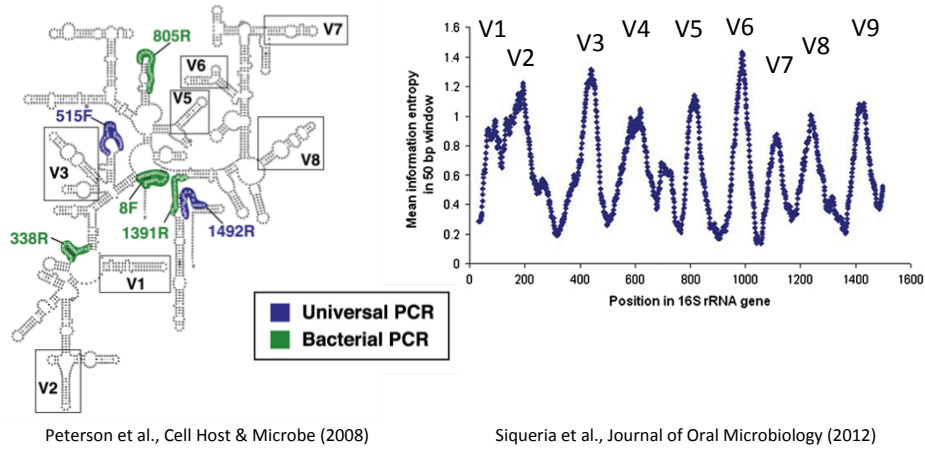 805R
V7
V6
V5
515F
V3
V8
8F
1391R
1492R
338R
V1
V2
Universal PCR
Bacterial PCR
Peterson et al., Cell Host & Microbe (2008)
V1
V2
V3
V4
V5
V6
V7
V8
V9
Mean information entropy
in 50 bp window
1.6
1.4
1.2
1
0.8
0.6
0.4
0.2
0
0
200
400
600
800
1000
1200
1400
1600
Position in 16S rRNA gene
Siqueria et al., Journal of Oral Microbiology (2012)